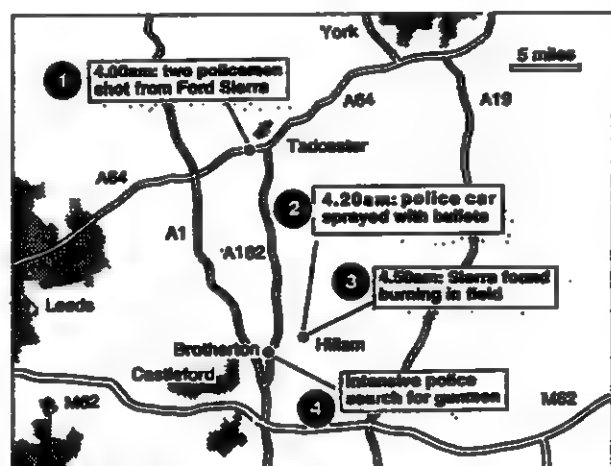 York
5 miles
1
4.00am: two policemen
shot from Ford Sierra
A64
A19
Tadcaster
A64
2
4.20am: police car
sprayed with bullets
A1
A162
3
4.50am: Sierra found
burning in field
Leeds
Brotherton
Hillam
Castleford
Intensive police
search for gunmen
4
M62
M62